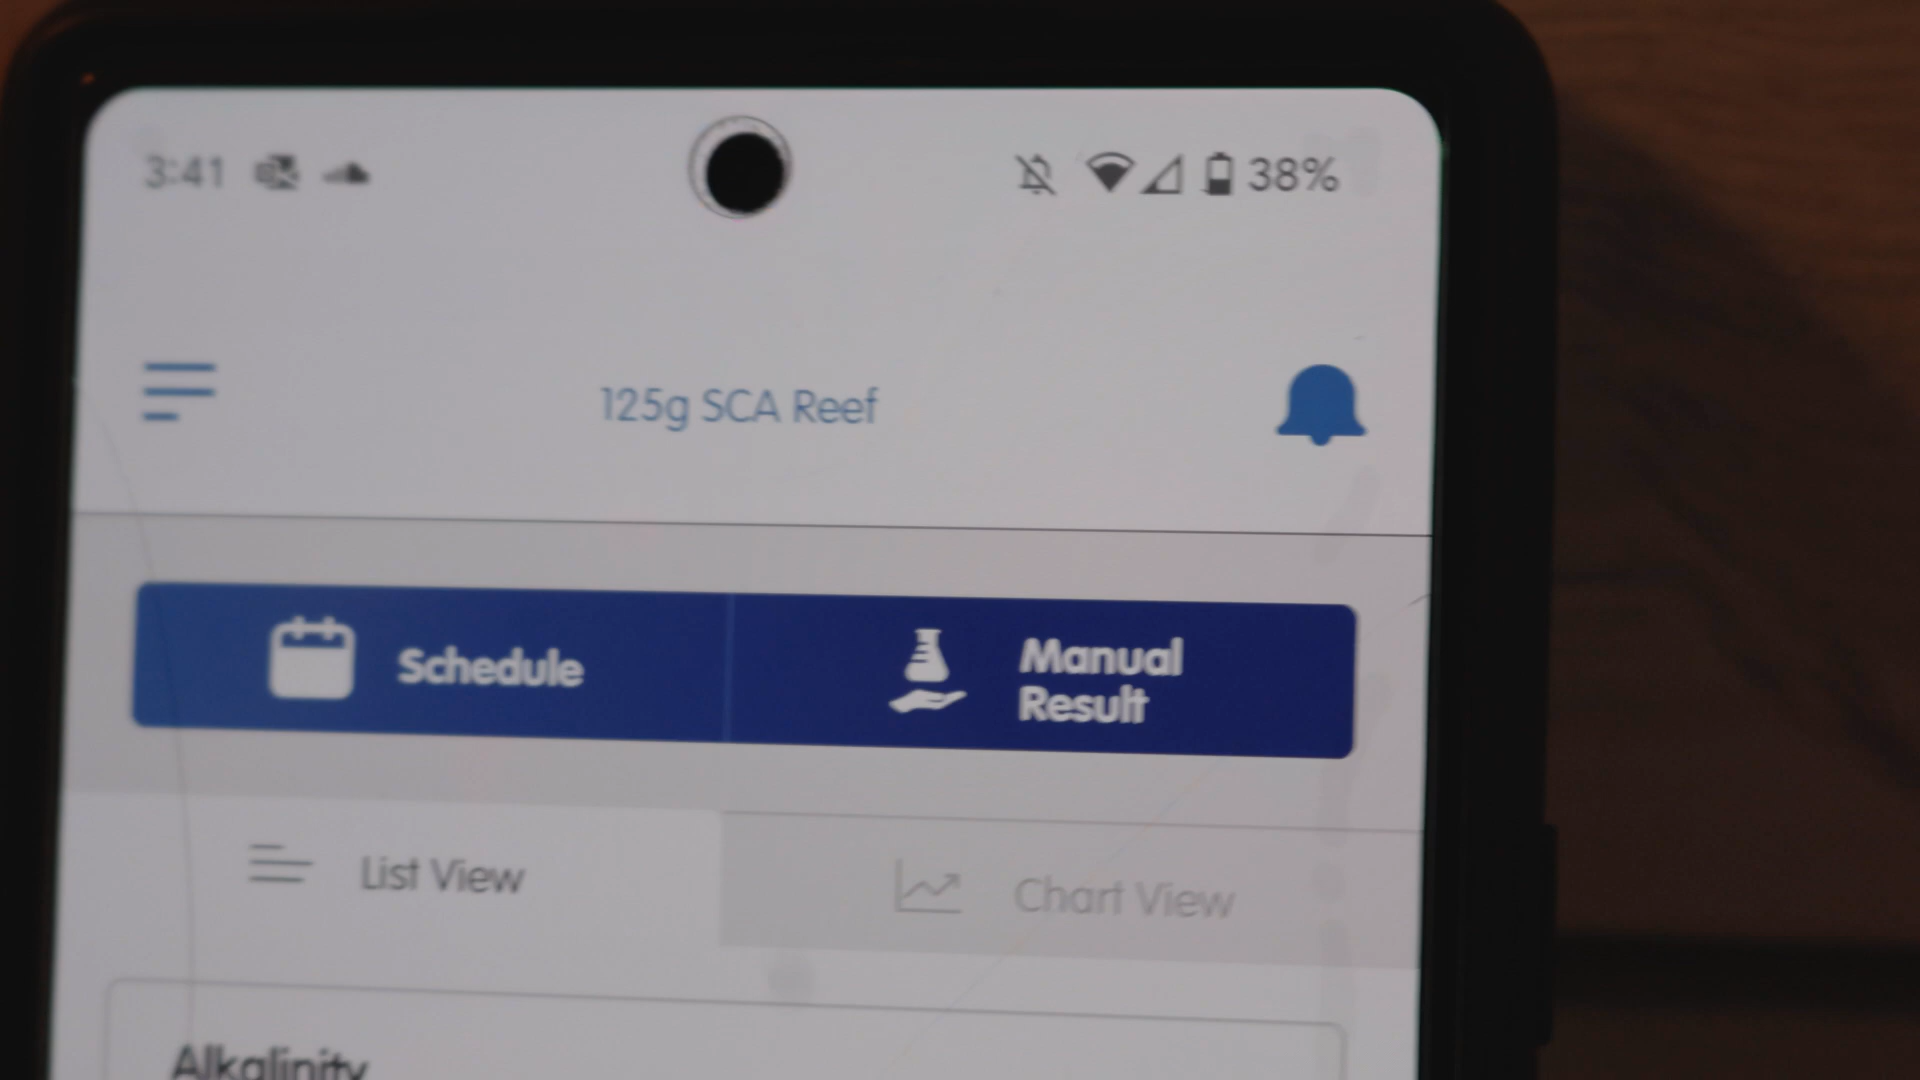 3:41
38%
125g SCA Reef
Schedule
Manual
Result
List View
Chart View
Alkalinity